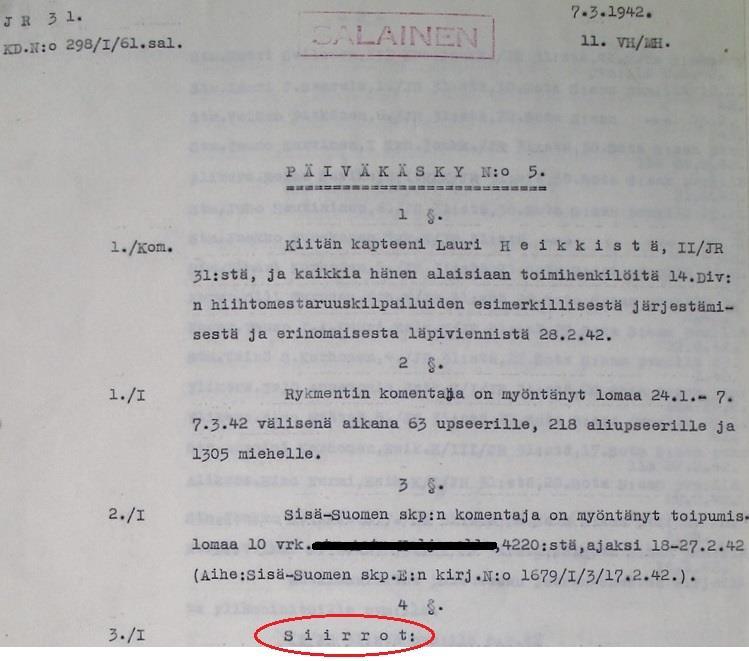 J R 3 1.
7.3.1942.
KD.N:o 298/I/61.sal.
SALAINEN
11. VH/MH.
P Ä I V Ä K Ä S K Y N:o 5.
1 §.
1./Kom. Kiitän kapteeni Lauri H e i k k i s t ä, II/JR
31:stä, ja kaikkia hänen alaisiaan toimihenkilöitä 14.Div:
n hiihtomestaruuskilpailuiden esimerkillisestä järjestämi-
sestä ja erinomaisesta läpiviennistä 28.2.42.
2 §.
1./I Rykmentin komentaja on myöntänyt lomaa 24.1.- 7.
7.3.42 välisenä aikana 63 upseerille, 218 aliupseerille ja
1305 miehelle.
3 §.
2./I Sisä-Suomen skp:n komentaja on myöntänyt toipumis-
lomaa 10 vrk. ,4220:stä,ajaksi 18-27.2.42
(Aihe:Sisä-Suomen skp.E:n kirj.N:o 1679/I/3/17.2.42.).
4 §.
3./I S i i r r o t: